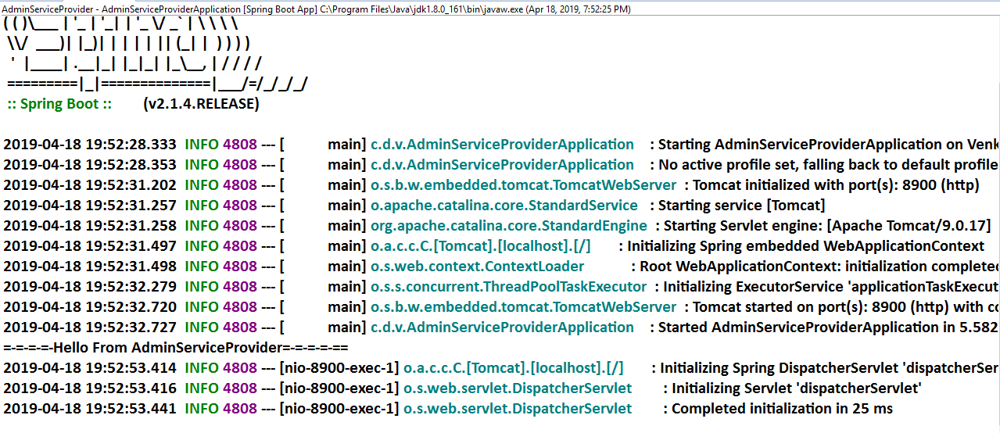 AdminServiceProvider - AdminServiceProviderApplication [Spring Boot App] C:\Program Files\Java\jdk1.8.0_161\bin\javaw.exe (Apr 18, 2019, 7:52:25 PM)
( ( )\___ | '_ | '_| | '_ \/ _` | \ \ \ \
 \\/  ___)| |_)| | | | | || (_| |  ) ) ) )
  '  |____| .__|_| |_|_| |_\__, | / / / /
 =========|_|==============|___/=/_/_/_/
 :: Spring Boot ::        (v2.1.4.RELEASE)
2019-04-18 19:52:28.333  INFO 4808 --- [           main] c.d.v.AdminServiceProviderApplication    : Starting AdminServiceProviderApplication on Venk
2019-04-18 19:52:28.353  INFO 4808 --- [           main] c.d.v.AdminServiceProviderApplication    : No active profile set, falling back to default profile
2019-04-18 19:52:31.202  INFO 4808 --- [           main] o.s.b.w.embedded.tomcat.TomcatWebServer  : Tomcat initialized with port(s): 8900 (http)
2019-04-18 19:52:31.257  INFO 4808 --- [           main] o.apache.catalina.core.StandardService   : Starting service [Tomcat]
2019-04-18 19:52:31.258  INFO 4808 --- [           main] org.apache.catalina.core.StandardEngine  : Starting Servlet engine: [Apache Tomcat/9.0.17]
2019-04-18 19:52:31.497  INFO 4808 --- [           main] o.a.c.c.C.[Tomcat].[localhost].[/]       : Initializing Spring embedded WebApplicationContext
2019-04-18 19:52:31.498  INFO 4808 --- [           main] o.s.web.context.ContextLoader            : Root WebApplicationContext: initialization completed
2019-04-18 19:52:32.279  INFO 4808 --- [           main] o.s.s.concurrent.ThreadPoolTaskExecutor  : Initializing ExecutorService 'applicationTaskExecut
2019-04-18 19:52:32.720  INFO 4808 --- [           main] o.s.b.w.embedded.tomcat.TomcatWebServer  : Tomcat started on port(s): 8900 (http) with co
2019-04-18 19:52:32.727  INFO 4808 --- [           main] c.d.v.AdminServiceProviderApplication    : Started AdminServiceProviderApplication in 5.582
=-=-=-=-Hello From AdminServiceProvider=-=-=-=-==
2019-04-18 19:52:53.414  INFO 4808 --- [nio-8900-exec-1] o.a.c.c.C.[Tomcat].[localhost].[/]       : Initializing Spring DispatcherServlet 'dispatcherSer
2019-04-18 19:52:53.416  INFO 4808 --- [nio-8900-exec-1] o.s.web.servlet.DispatcherServlet        : Initializing Servlet 'dispatcherServlet'
2019-04-18 19:52:53.441  INFO 4808 --- [nio-8900-exec-1] o.s.web.servlet.DispatcherServlet        : Completed initialization in 25 ms